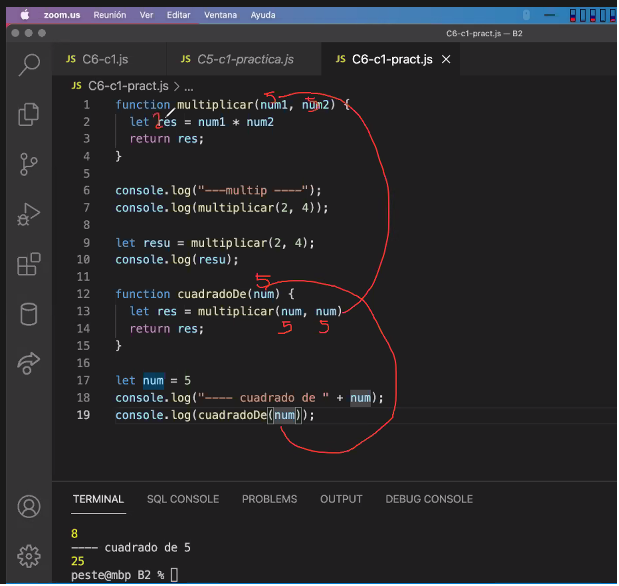 zoom.us Reunión Ver Editar Ventana Ayuda
C6-c1-pract.js — B2
JS C6-c1.js JS C5-c1-practica.js JS C6-c1-pract.js ×
JS C6-c1-pract.js > ...
1 function multiplicar(num1, num2) {
2 let res = num1 * num2
3 return res;
4 }
5
6 console.log("---multip ----");
7 console.log(multiplicar(2, 4));
8
9 let resu = multiplicar(2, 4);
10 console.log(resu);
11
5
5
5
12 function cuadradoDe(num) {
13 let res = multiplicar(num, num)
14 return res;
5 5
15 }
16
17 let num = 5
18 console.log("---- cuadrado de " + num);
19 console.log(cuadradoDe(num));
TERMINAL SQL CONSOLE PROBLEMS OUTPUT DEBUG CONSOLE
8
---- cuadrado de 5
25
peste@mbp B2 %